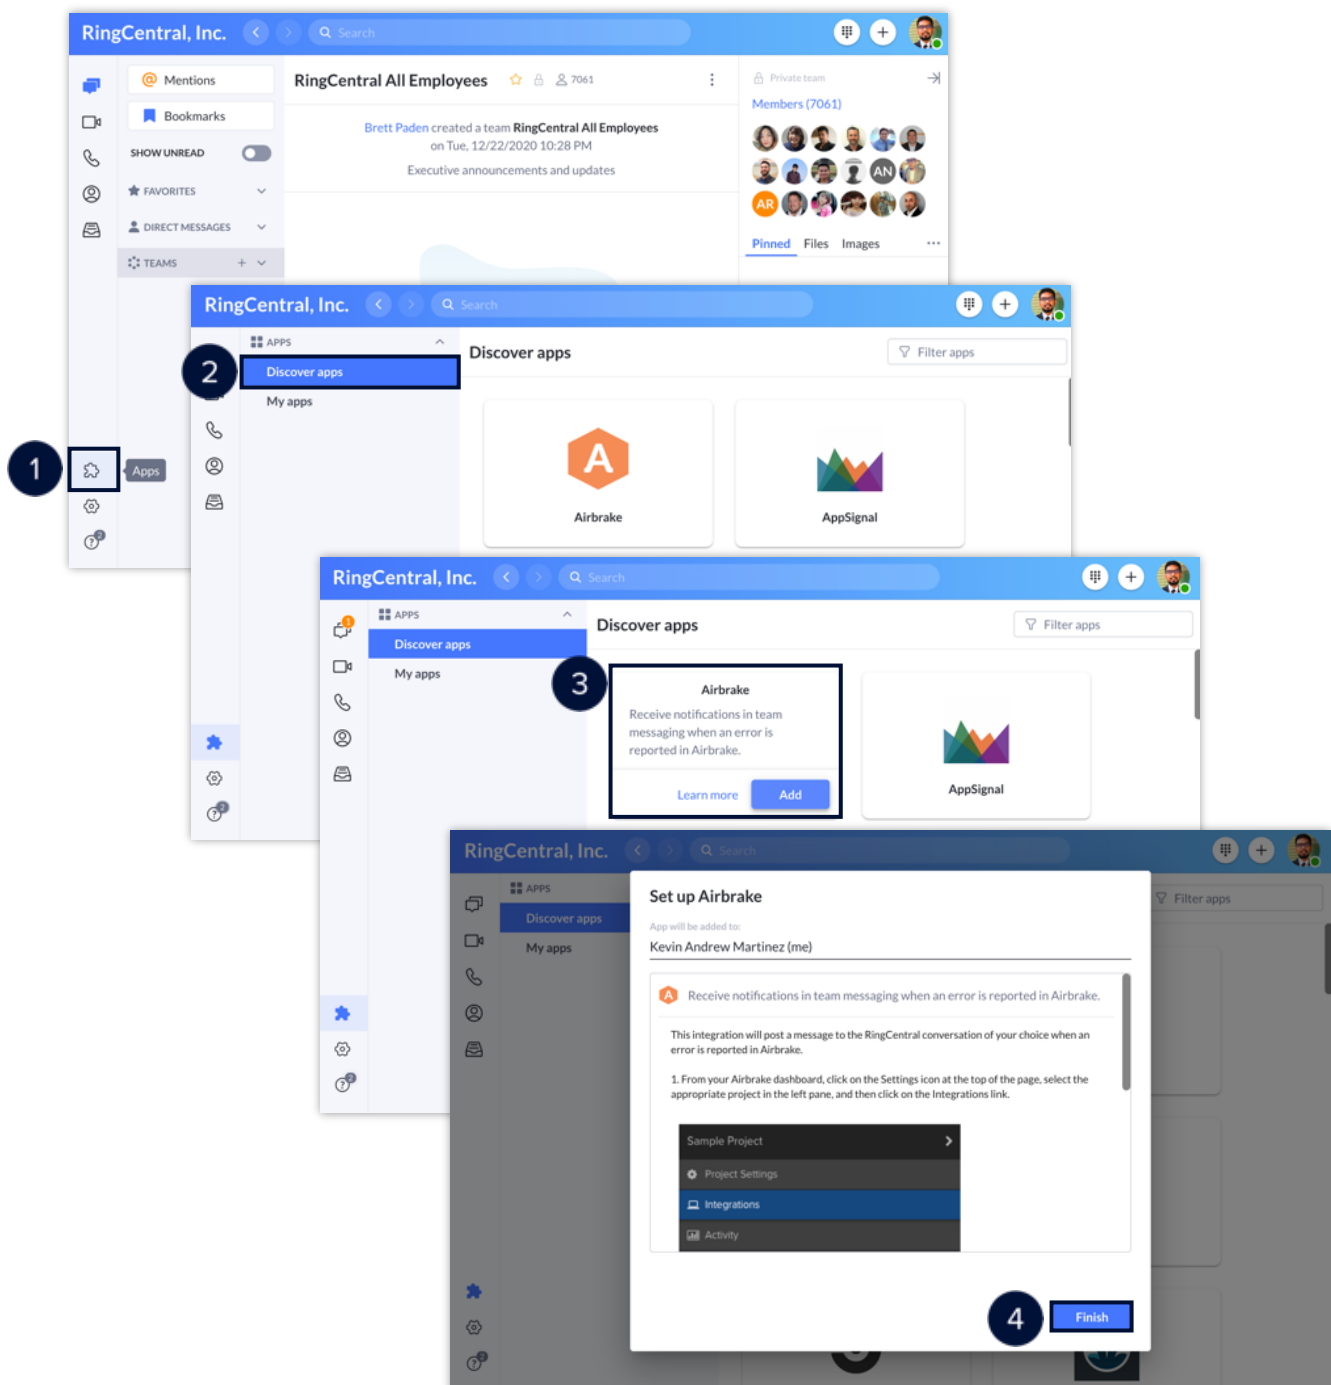 RingCentral, Inc.
Search
Mentions
Bookmarks
SHOW UNREAD
FAVORITES
DIRECT MESSAGES
TEAMS
RingCentral All Employees
7061
Brett Paden created a team RingCentral All Employees
on Tue, 12/22/2020 10:28 PM
Executive announcements and updates
Private team
Members (7061)
AN
AR
Pinned Files Images
1
Apps
2
RingCentral, Inc.
Search
2
APPS
Discover apps
My apps
Discover apps
Filter apps
A
Airbrake
AppSignal
2
RingCentral, Inc.
Search
1
APPS
Discover apps
My apps
Discover apps
Filter apps
3
Airbrake
Receive notifications in team
messaging when an error is
reported in Airbrake.
Learn more
Add
AppSignal
2
RingCentral, Inc.
Search
APPS
Discover apps
My apps
Filter apps
Set up Airbrake
App will be added to:
Kevin Andrew Martinez (me)
A
Receive notifications in team messaging when an error is reported in Airbrake.
This integration will post a message to the RingCentral conversation of your choice when an
error is reported in Airbrake.
1. From your Airbrake dashboard, click on the Settings icon at the top of the page, select the
appropriate project in the left pane, and then click on the Integrations link.
Sample Project
Project Settings
Integrations
Activity
4
Finish
2